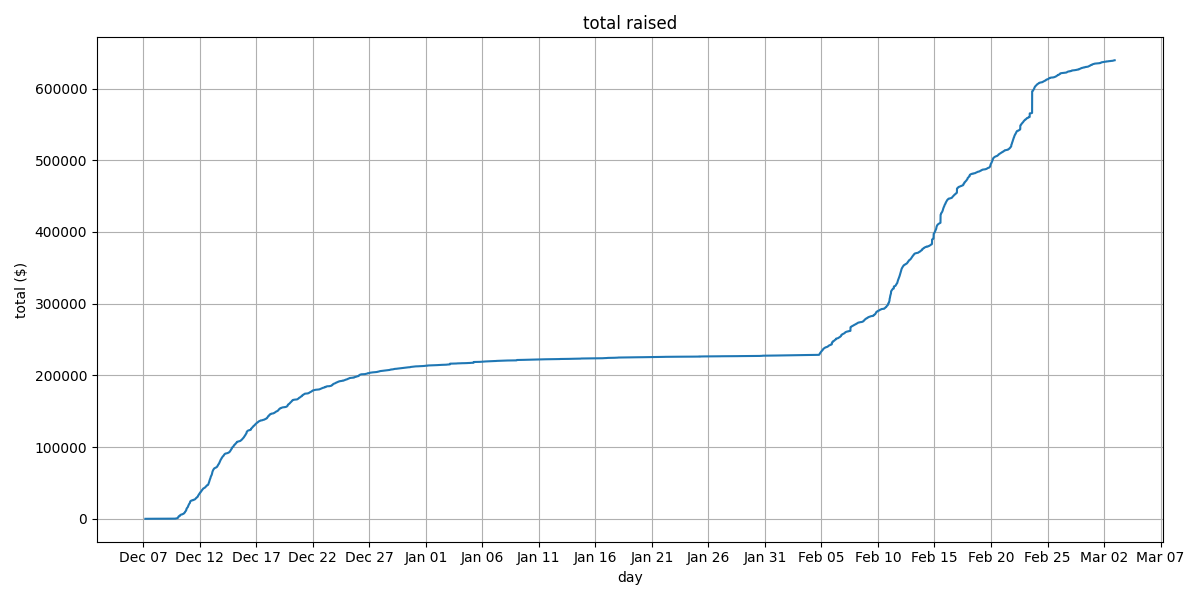 total raised
total ($)
600000
500000
400000
300000
200000
100000
0
Dec 07 Dec 12 Dec 17 Dec 22 Dec 27 Jan 01 Jan 06 Jan 11 Jan 16 Jan 21 Jan 26 Jan 31 Feb 05 Feb 10 Feb 15 Feb 20 Feb 25 Mar 02 Mar 07
day